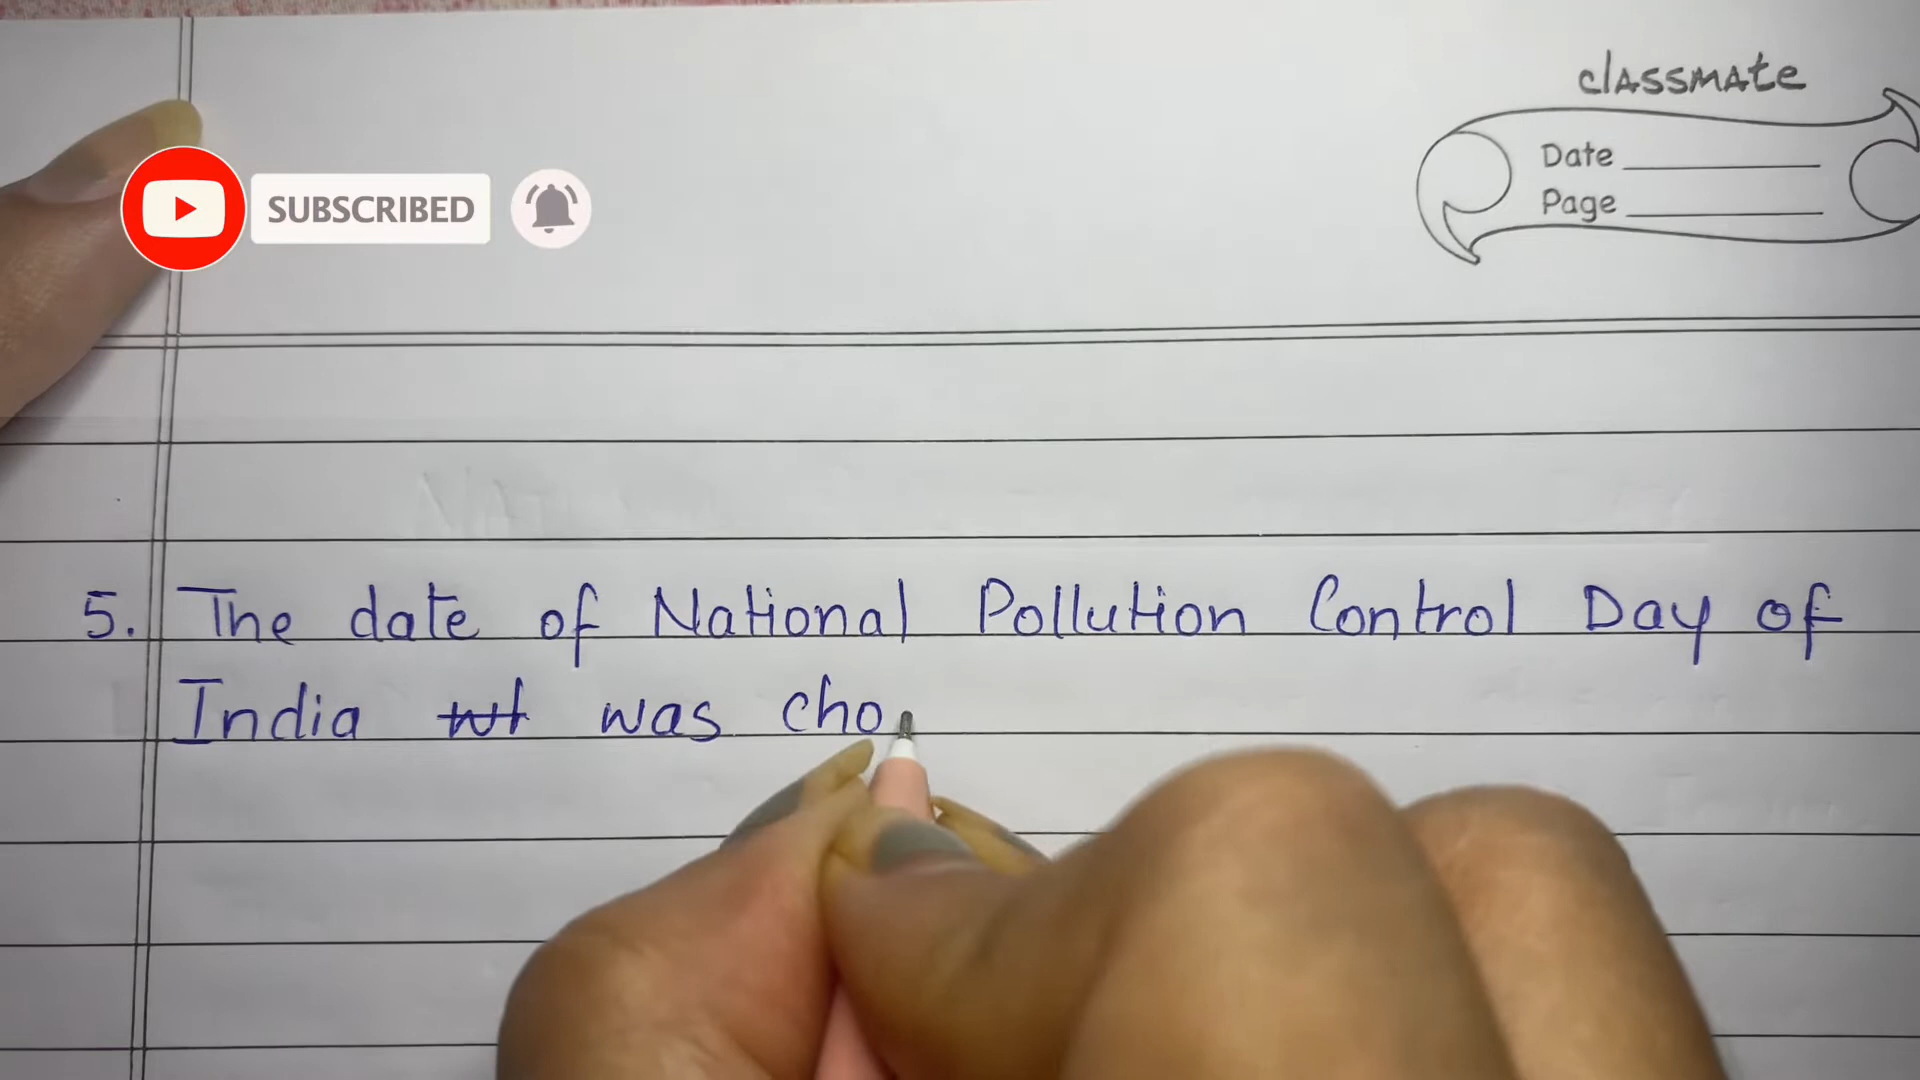 classmate
Date
Page
SUBSCRIBED
5. The date of National Pollution Control Day of
India was cho